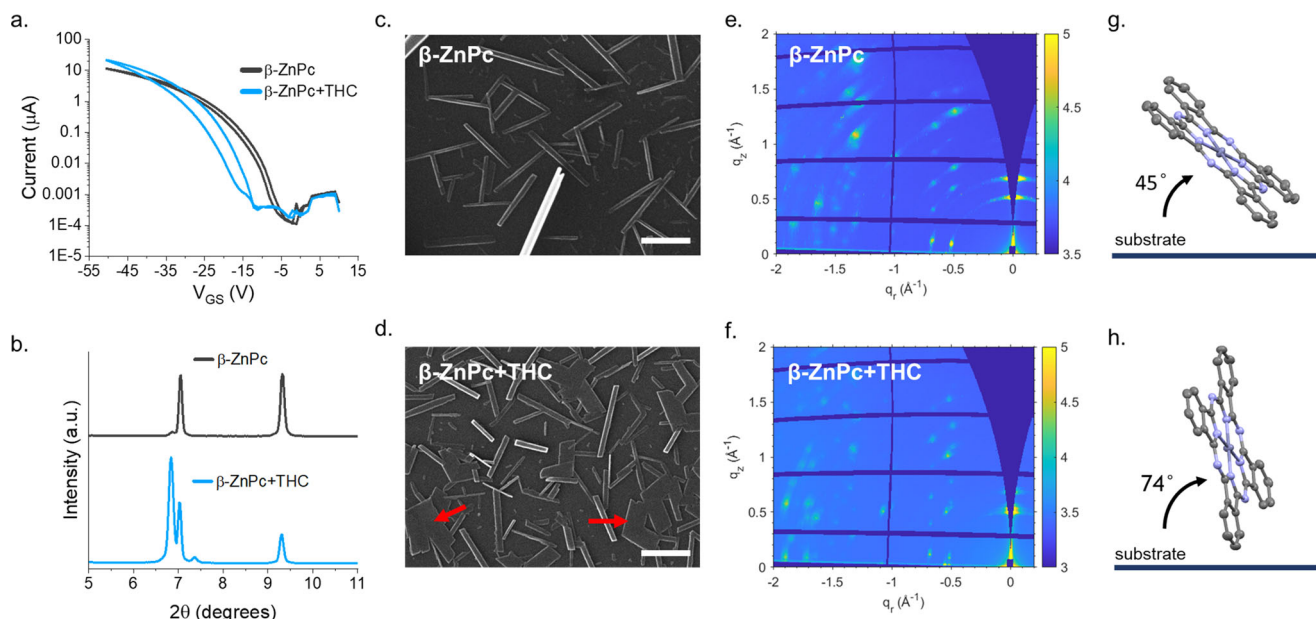 a.
100
10
1
0.1
0.01
0.001
1E-4
1E-5
-55 -45 -35 -25 -15 -5 5 15
Current (µA)
V_GS (V)
β-ZnPc
β-ZnPc+THC
b.
β-ZnPc
β-ZnPc+THC
Intensity (a.u.)
5 6 7 8 9 10 11
2θ (degrees)
c.
β-ZnPc
d.
β-ZnPc+THC
e.
β-ZnPc
2
1.5
1
0.5
0
q_z (Å⁻¹)
-2 -1.5 -1 -0.5 0
q_r (Å⁻¹)
5
4.5
4
3.5
f.
β-ZnPc+THC
2
1.5
1
0.5
0
q_z (Å⁻¹)
-2 -1.5 -1 -0.5 0
q_r (Å⁻¹)
5
4.5
4
3.5
3
g.
45°
substrate
h.
74°
substrate